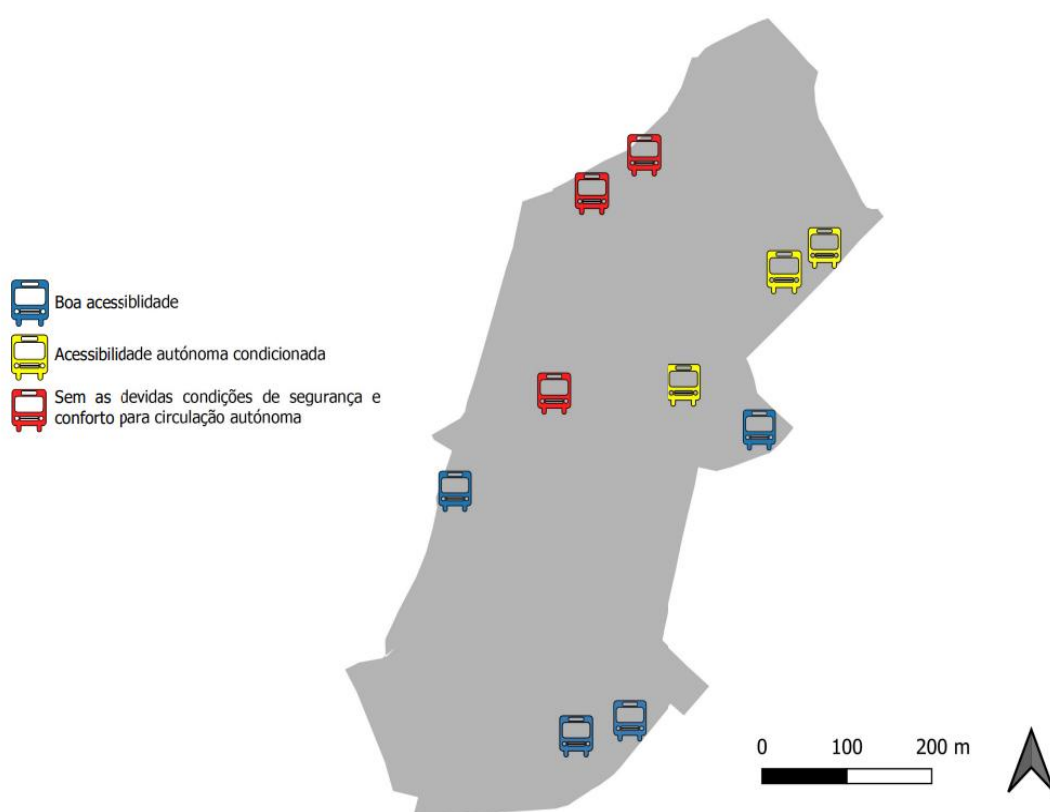 Boa acessiblidade
Acessibilidade autónoma condicionada
Sem as devidas condições de segurança e
conforto para circulação autónoma
0 100 200 m